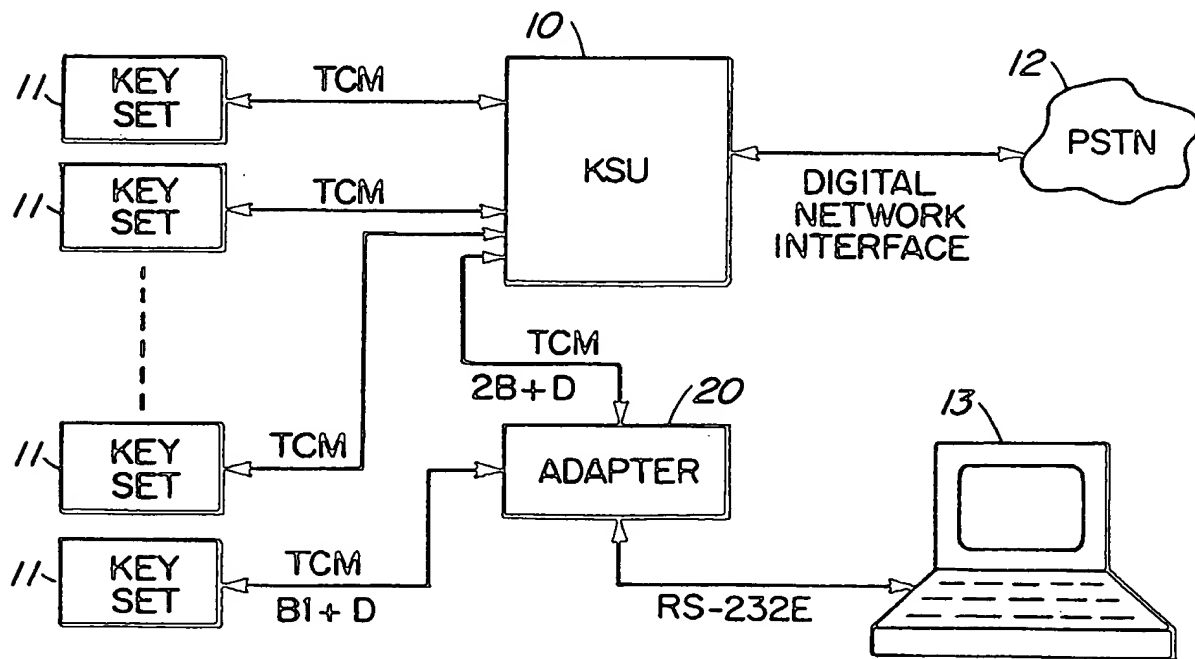 10
11
KEY
SET
TCM
KSU
12
PSTN
DIGITAL
NETWORK
INTERFACE
11
KEY
SET
TCM
TCM
2B+D
20
ADAPTER
13
11
KEY
SET
TCM
11
KEY
SET
TCM
B1+D
RS-232E